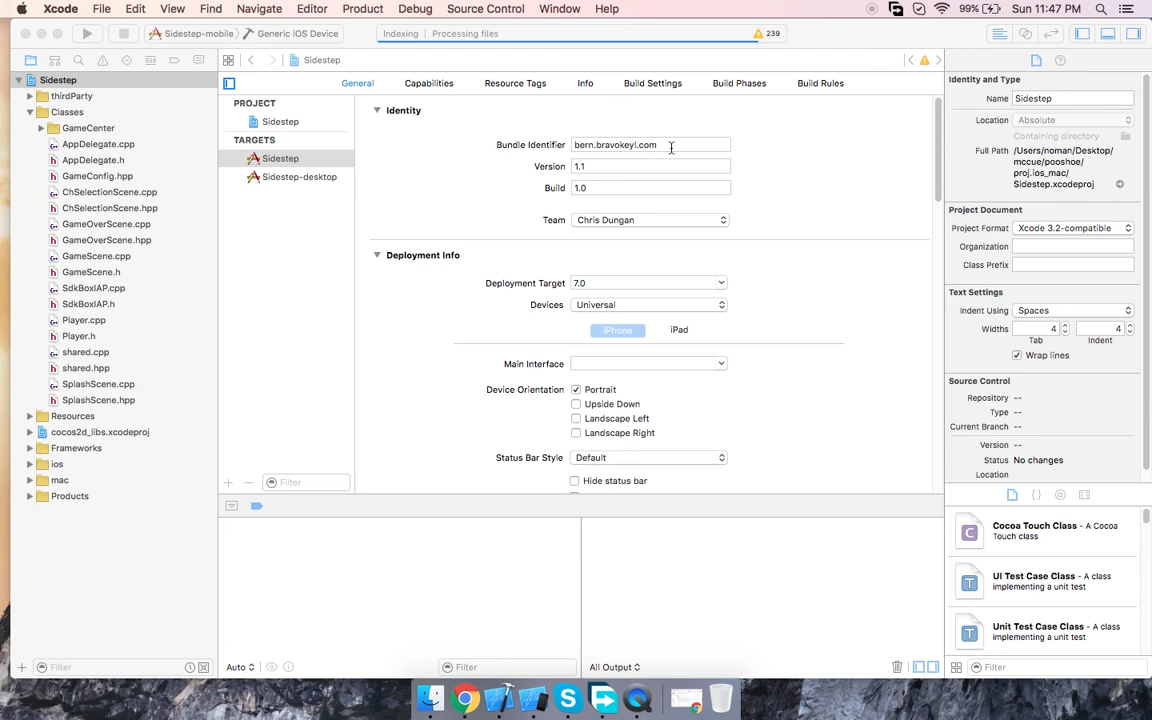 Xcode File Edit View Find Navigate Editor Product Debug Source Control Window Help 99% Sun 11:47 PM
Sidestep-mobile Generic iOS Device Indexing Processing files 239
Sidestep
General Capabilities Resource Tags Info Build Settings Build Phases Build Rules
Sidestep
thirdParty
Classes
GameCenter
AppDelegate.cpp
AppDelegate.h
GameConfig.hpp
ChSelectionScene.cpp
ChSelectionScene.hpp
GameOverScene.cpp
GameOverScene.hpp
GameScene.cpp
GameScene.h
SdkBoxIAP.cpp
SdkBoxIAP.h
Player.cpp
Player.h
shared.cpp
shared.hpp
SplashScene.cpp
SplashScene.hpp
Resources
cocos2d_libs.xcodeproj
Frameworks
ios
mac
Products
Filter
PROJECT
Sidestep
TARGETS
Sidestep
Sidestep-desktop
Filter
Identity
Bundle Identifier bern.bravokeyl.com
Version 1.1
Build 1.0
Team Chris Dungan
Deployment Info
Deployment Target 7.0
Devices Universal
iPhone iPad
Main Interface
Device Orientation Portrait
Upside Down
Landscape Left
Landscape Right
Status Bar Style Default
Hide status bar
Auto Filter All Output
Identity and Type
Name Sidestep
Location Absolute
Containing directory
Full Path /Users/noman/Desktop/
mccue/pooshoe/
proj.ios_mac/
Sidestep.xcodeproj
Project Document
Project Format Xcode 3.2-compatible
Organization
Class Prefix
Text Settings
Indent Using Spaces
Widths 4 4
Tab Indent
Wrap lines
Source Control
Repository --
Type --
Current Branch --
Version --
Status No changes
Location
C
Cocoa Touch Class - A Cocoa
Touch class
T
UI Test Case Class - A class
implementing a unit test
T
Unit Test Case Class - A class
implementing a unit test
Filter